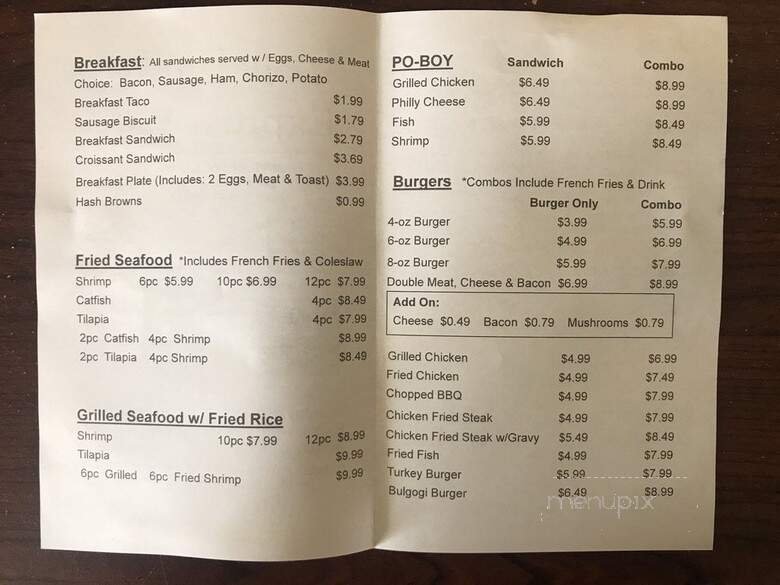 Breakfast: All sandwiches served w / Eggs, Cheese & Meat
Choice: Bacon, Sausage, Ham, Chorizo, Potato
Breakfast Taco $1.99
Sausage Biscuit $1.79
Breakfast Sandwich $2.79
Croissant Sandwich $3.69
Breakfast Plate (Includes: 2 Eggs, Meat & Toast) $3.99
Hash Browns $0.99
Fried Seafood *Includes French Fries & Coleslaw
Shrimp 6pc $5.99 10pc $6.99 12pc $7.99
Catfish 4pc $8.49
Tilapia 4pc $7.99
2pc Catfish 4pc Shrimp $8.99
2pc Tilapia 4pc Shrimp $8.49
Grilled Seafood w/ Fried Rice
Shrimp 10pc $7.99 12pc $8.99
Tilapia $9.99
6pc Grilled 6pc Fried Shrimp $9.99
PO-BOY Sandwich Combo
Grilled Chicken $6.49 $8.99
Philly Cheese $6.49 $8.99
Fish $5.99 $8.49
Shrimp $5.99 $8.49
Burgers *Combos Include French Fries & Drink
Burger Only Combo
4-oz Burger $3.99 $5.99
6-oz Burger $4.99 $6.99
8-oz Burger $5.99 $7.99
Double Meat, Cheese & Bacon $6.99 $8.99
Add On:
Cheese $0.49 Bacon $0.79 Mushrooms $0.79
Grilled Chicken $4.99 $6.99
Fried Chicken $4.99 $7.49
Chopped BBQ $4.99 $7.99
Chicken Fried Steak $4.99 $7.99
Chicken Fried Steak w/Gravy $5.49 $8.49
Fried Fish $4.99 $7.99
Turkey Burger $5.99 $7.99
Bulgogi Burger $6.49 $8.99
menupix